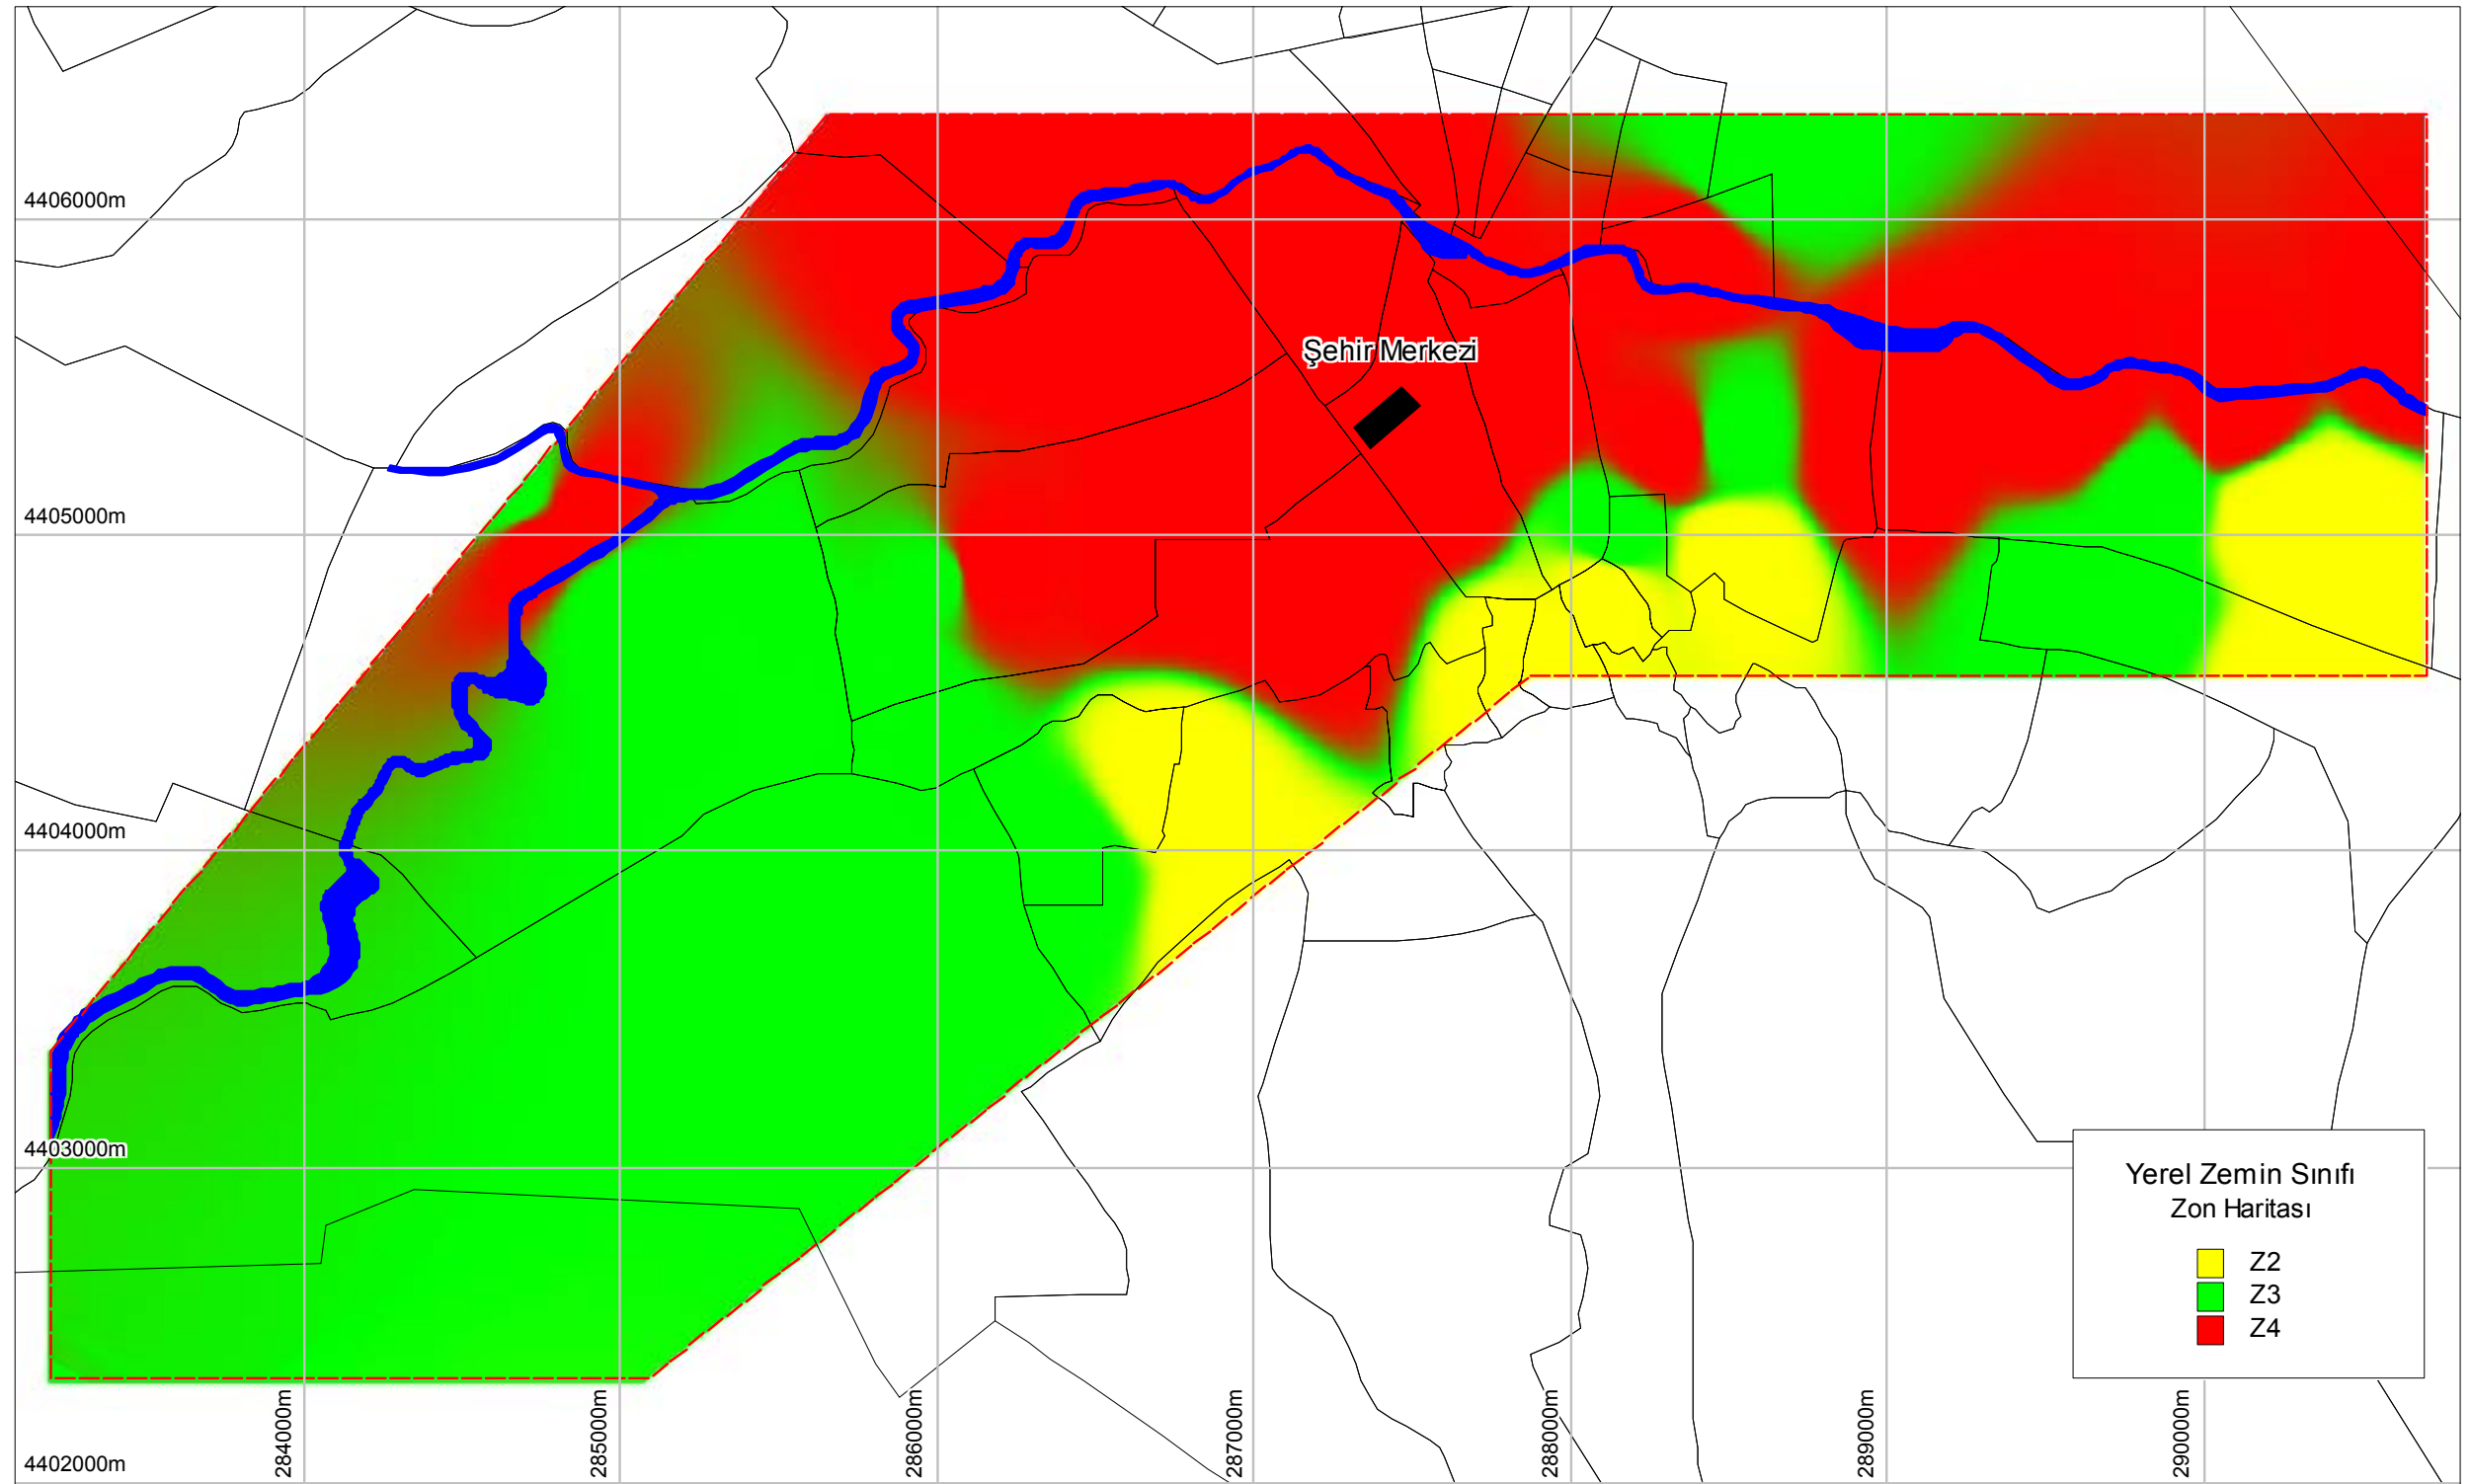 4406000m
Şehir Merkezi
4405000m
4404000m
4403000m
Yerel Zemin Sınıfı
Zon Haritası
Z2
Z3
Z4
4402000m
284000m
285000m
286000m
287000m
288000m
289000m
290000m